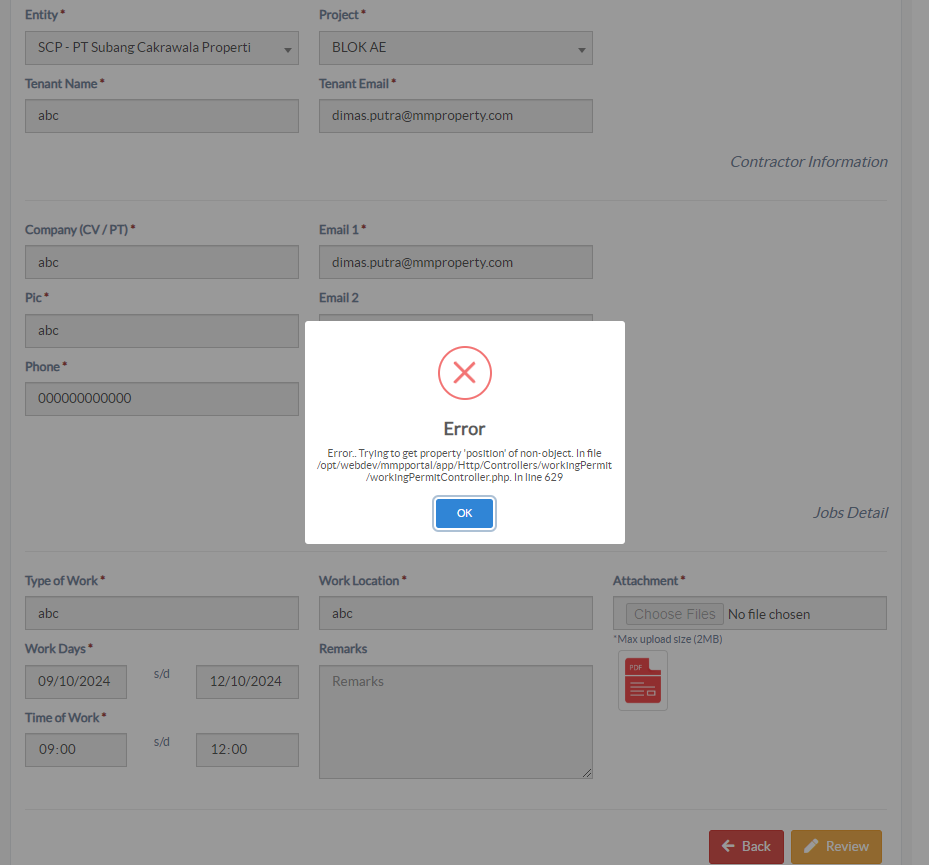 Entity *
Project *
SCP - PT Subang Cakrawala Properti
BLOK AE
Tenant Name *
Tenant Email *
abc
dimas.putra@mmproperty.com
Contractor Information
Company (CV / PT) *
Email 1 *
abc
dimas.putra@mmproperty.com
Pic *
Email 2
abc
Phone *
000000000000
Error
Error.. Trying to get property 'position' of non-object. In file
/opt/webdev/mmpportal/app/Http/Controllers/workingPermit
/workingPermitController.php. In line 629
OK
Jobs Detail
Type of Work *
Work Location *
Attachment *
abc
abc
Choose Files No file chosen
*Max upload size (2MB)
Work Days *
Remarks
09/10/2024
s/d
12/10/2024
Remarks
PDF
Time of Work *
09:00
s/d
12:00
Back
Review